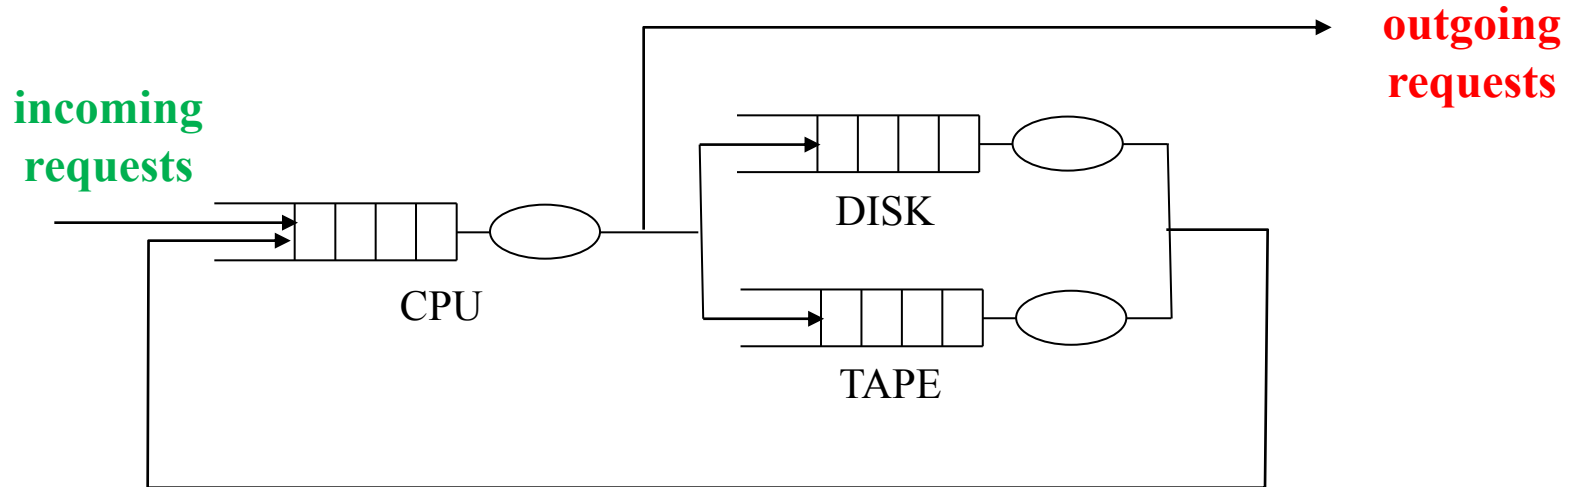 outgoing
requests
incoming
requests
DISK
CPU
TAPE